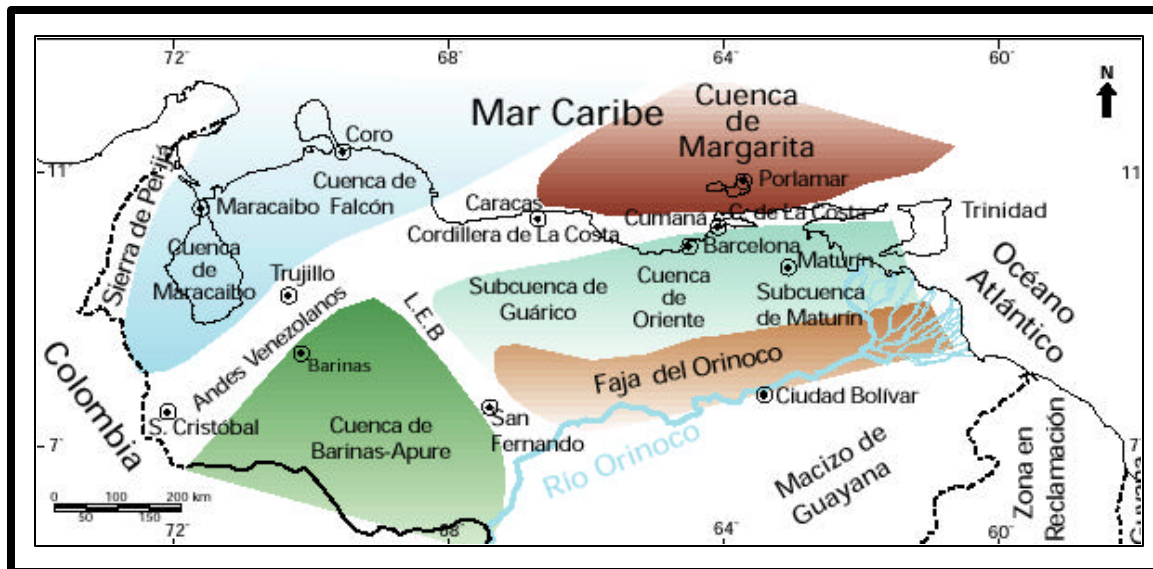 72°
68°
64°
60°
N
Mar Caribe
Cuenca
de
Margarita
Coro
11
11
Sierra de Perijá
Cuenca de
Falcón
Maracaibo
Porlamar
Caracas
Cumaná
C. de La Costa
Trinidad
Cordillera de La Costa
Barcelona
Cuenca
de
Maracaibo
Trujillo
Maturín
Océano
Atlántico
Subcuenca de
Guárico
Cuenca
de
Oriente
Subcuenca
de Maturín
L.E.B
Andes Venezolanos
Barinas
Faja del Orinoco
Colombia
S. Cristóbal
Ciudad Bolívar
San
Fernando
Cuenca de
Barinas-Apure
7°
7
Río Orinoco
Macizo de
Guayana
Zona en
Reclamación
0 100 200 km
50 150
72°
68°
64°
60°